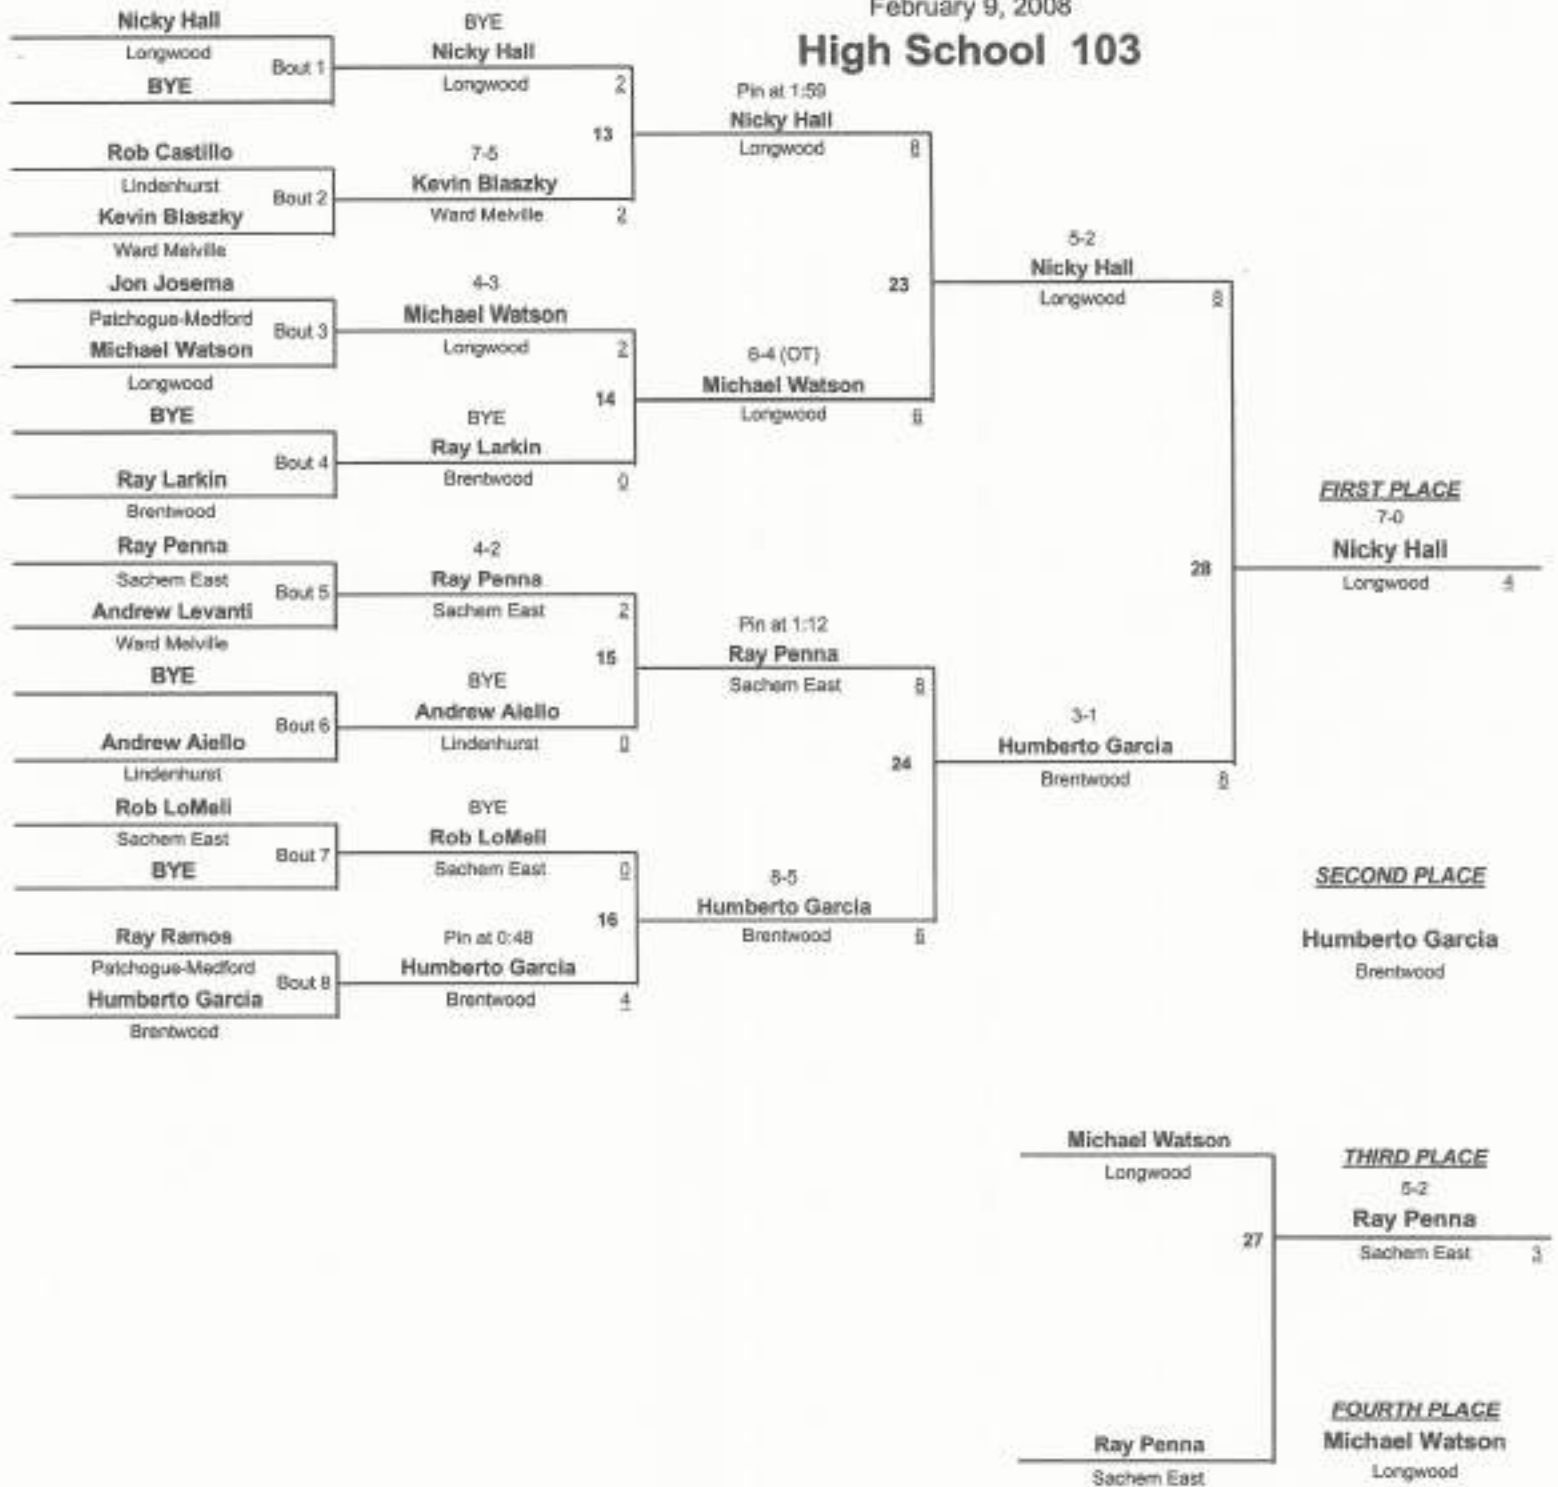 February 9, 2008
High School 103
Nicky Hall
Longwood
Bout 1
BYE
Rob Castillo
Lindenhurst
Bout 2
Kevin Blaszky
Ward Melville
Jon Josema
Patchogue-Medford
Bout 3
Michael Watson
Longwood
BYE
Bout 4
Ray Larkin
Brentwood
Ray Penna
Sachem East
Bout 5
Andrew Levanti
Ward Melville
BYE
Bout 6
Andrew Aiello
Lindenhurst
Rob LoMeli
Sachem East
Bout 7
BYE
Ray Ramos
Patchogue-Medford
Bout 8
Humberto Garcia
Brentwood
BYE
Nicky Hall
Longwood 2
13
7-5
Kevin Blaszky
Ward Melville 2
4-3
Michael Watson
Longwood 2
14
BYE
Ray Larkin
Brentwood 0
4-2
Ray Penna
Sachem East 2
15
BYE
Andrew Aiello
Lindenhurst 0
BYE
Rob LoMeli
Sachem East 0
16
Pin at 0:48
Humberto Garcia
Brentwood 4
Pin at 1:59
Nicky Hall
Longwood
23
6-4 (OT)
Michael Watson
Longwood 6
Pin at 1:12
Ray Penna
Sachem East
24
Humberto Garcia
Brentwood
5-2
Nicky Hall
Longwood
28
3-1
Humberto Garcia
Brentwood
FIRST PLACE
7-0
Nicky Hall
Longwood 4
SECOND PLACE
Humberto Garcia
Brentwood
Michael Watson
Longwood
27
Ray Penna
Sachem East
THIRD PLACE
5-2
Ray Penna
Sachem East 3
FOURTH PLACE
Michael Watson
Longwood